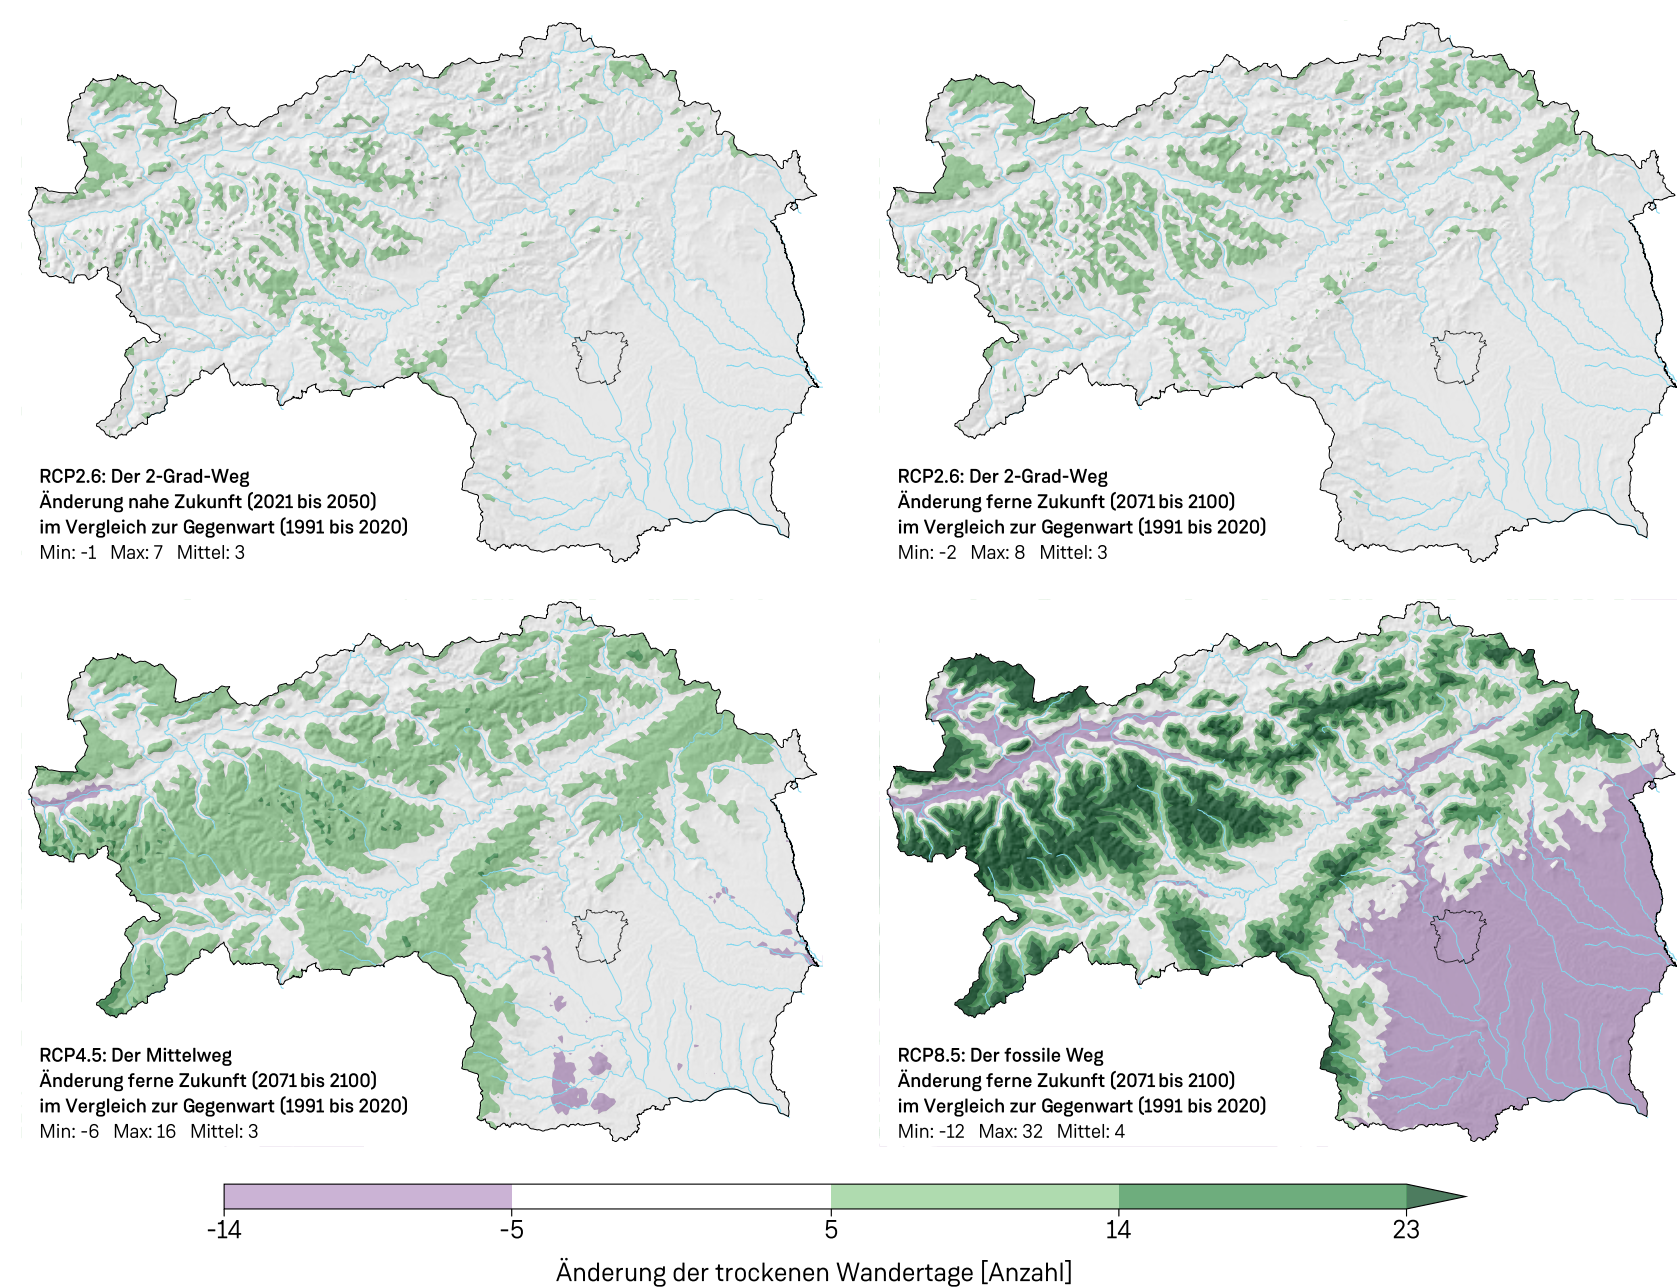 RCP2.6: Der 2-Grad-Weg
Änderung nahe Zukunft (2021 bis 2050)
im Vergleich zur Gegenwart (1991 bis 2020)
Min: -1 Max: 7 Mittel: 3
RCP2.6: Der 2-Grad-Weg
Änderung ferne Zukunft (2071 bis 2100)
im Vergleich zur Gegenwart (1991 bis 2020)
Min: -2 Max: 8 Mittel: 3
RCP4.5: Der Mittelweg
Änderung ferne Zukunft (2071 bis 2100)
im Vergleich zur Gegenwart (1991 bis 2020)
Min: -6 Max: 16 Mittel: 3
RCP8.5: Der fossile Weg
Änderung ferne Zukunft (2071 bis 2100)
im Vergleich zur Gegenwart (1991 bis 2020)
Min: -12 Max: 32 Mittel: 4
-14 -5 5 14 23
Änderung der trockenen Wandertage [Anzahl]